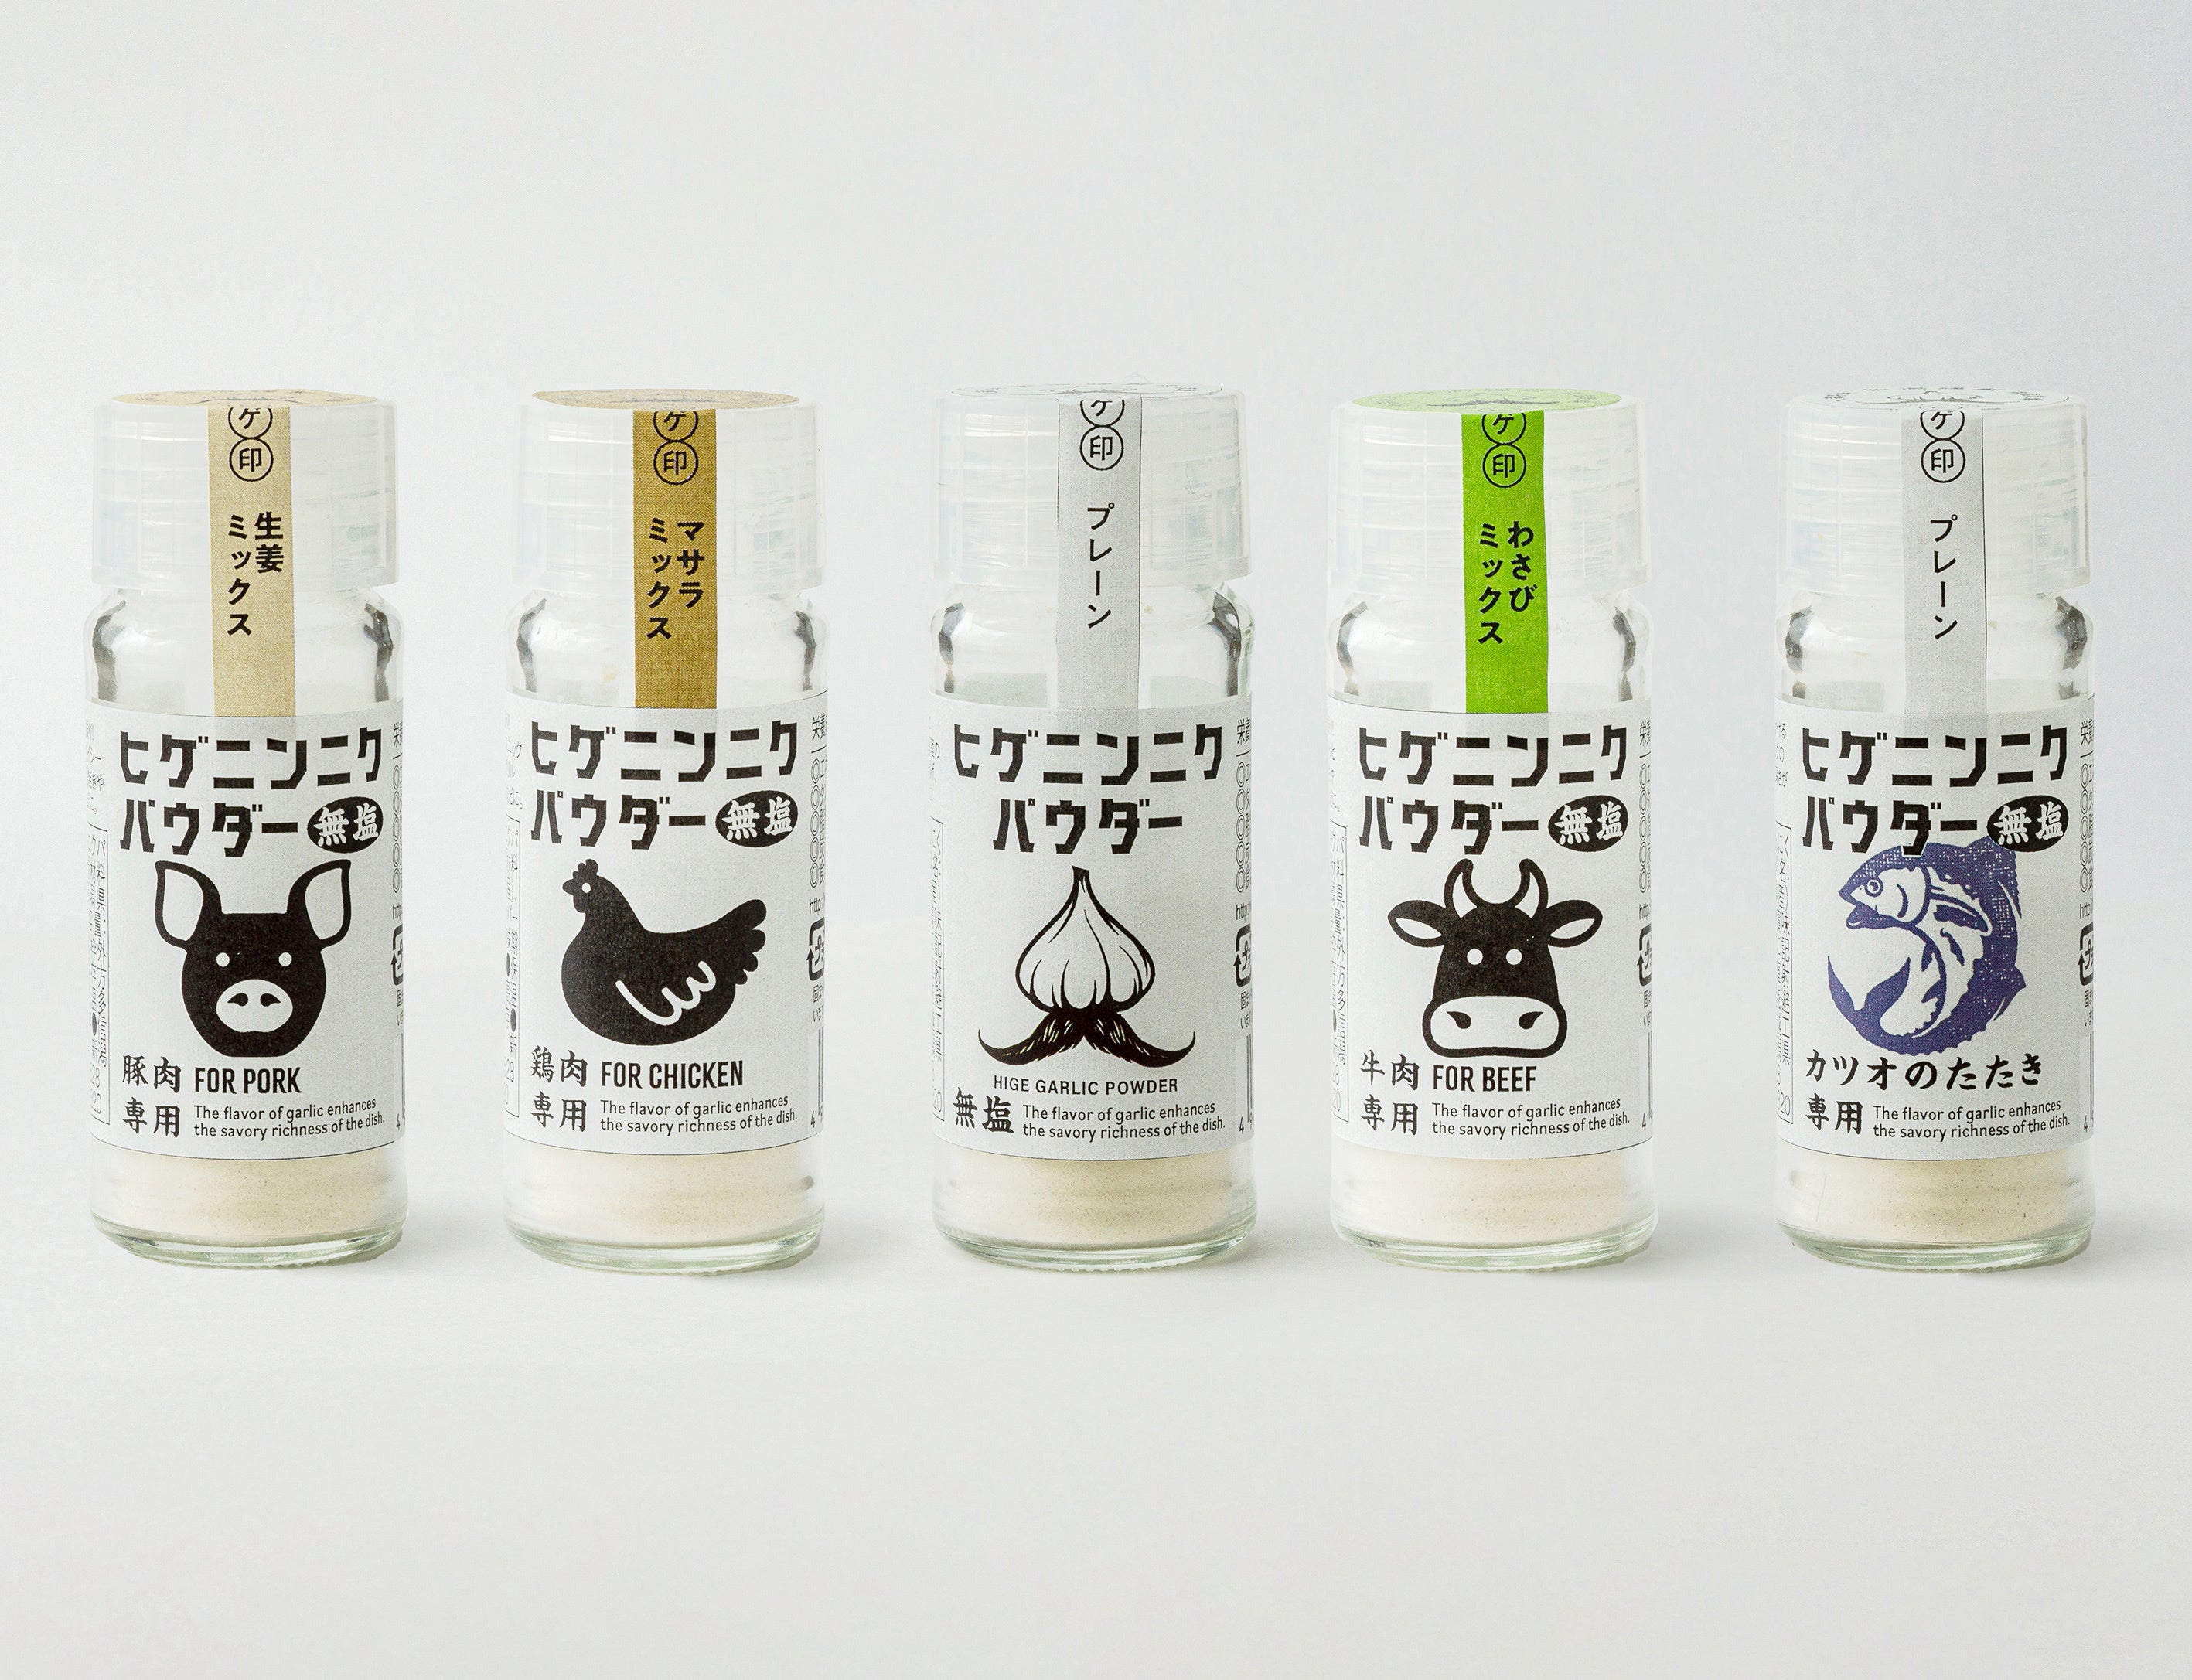 ケ
印
生姜
ミックス
ヒゲニンニク
パウダー 無塩
豚肉 FOR PORK
専用 The flavor of garlic enhances
the savory richness of the dish.
ケ
印
マサラ
ミックス
ヒゲニンニク
パウダー 無塩
鶏肉 FOR CHICKEN
専用 The flavor of garlic enhances
the savory richness of the dish.
ケ
印
プレーン
ヒゲニンニク
パウダー
HIGE GARLIC POWDER
無塩 The flavor of garlic enhances
the savory richness of the dish.
ケ
印
わさび
ミックス
ヒゲニンニク
パウダー 無塩
牛肉 FOR BEEF
専用 The flavor of garlic enhances
the savory richness of the dish.
ケ
印
プレーン
ヒゲニンニク
パウダー 無塩
カツオのたたき
専用 The flavor of garlic enhances
the savory richness of the dish.